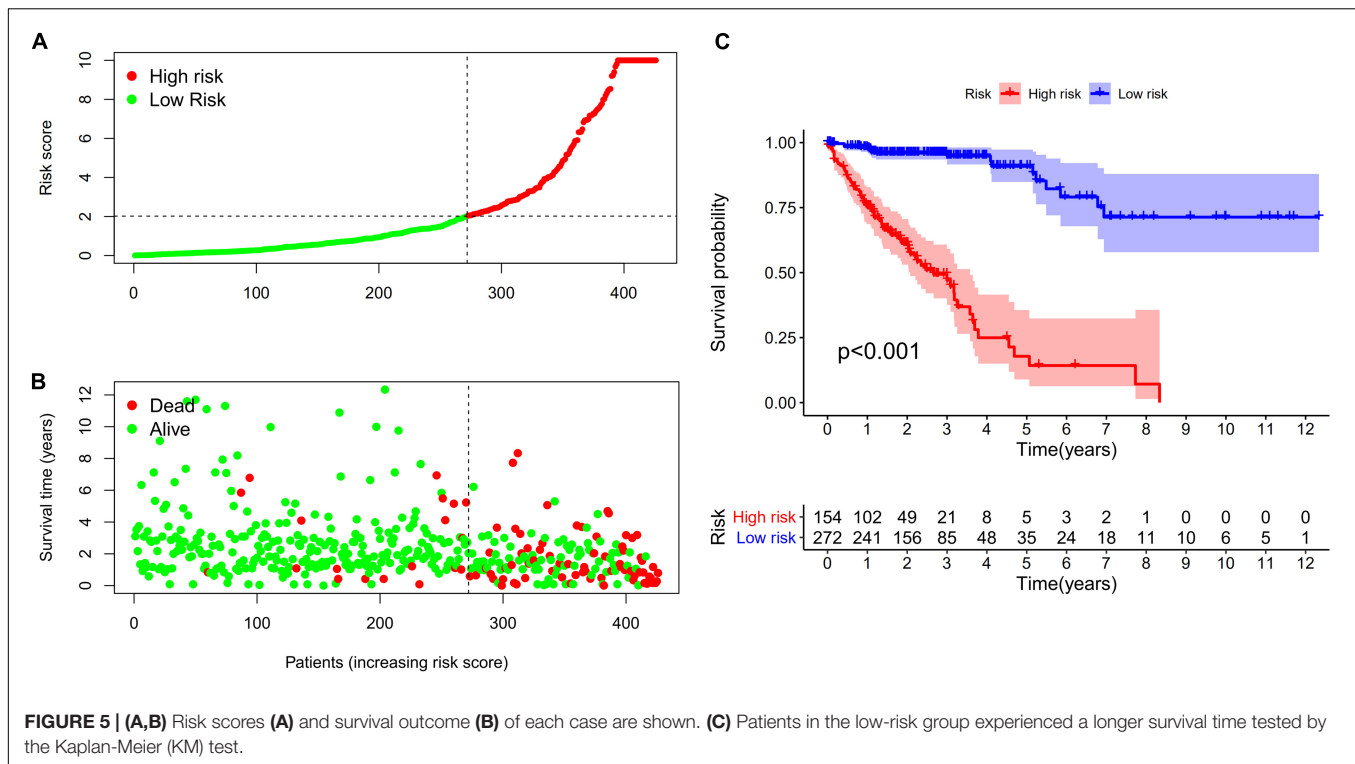 A
10
8
6
4
2
0
Risk score
High risk
Low Risk
0 100 200 300 400
B
12
10
8
6
4
2
0
Survival time (years)
Dead
Alive
0 100 200 300 400
Patients (increasing risk score)
C
Risk High risk Low risk
1.00
0.75
0.50
0.25
0.00
Survival probability
p<0.001
0 1 2 3 4 5 6 7 8 9 10 11 12
Time(years)
Risk
High risk 154 102 49 21 8 5 3 2 1 0 0 0 0
Low risk 272 241 156 85 48 35 24 18 11 10 6 5 1
0 1 2 3 4 5 6 7 8 9 10 11 12
Time(years)
FIGURE 5 | (A,B) Risk scores (A) and survival outcome (B) of each case are shown. (C) Patients in the low-risk group experienced a longer survival time tested by
the Kaplan-Meier (KM) test.